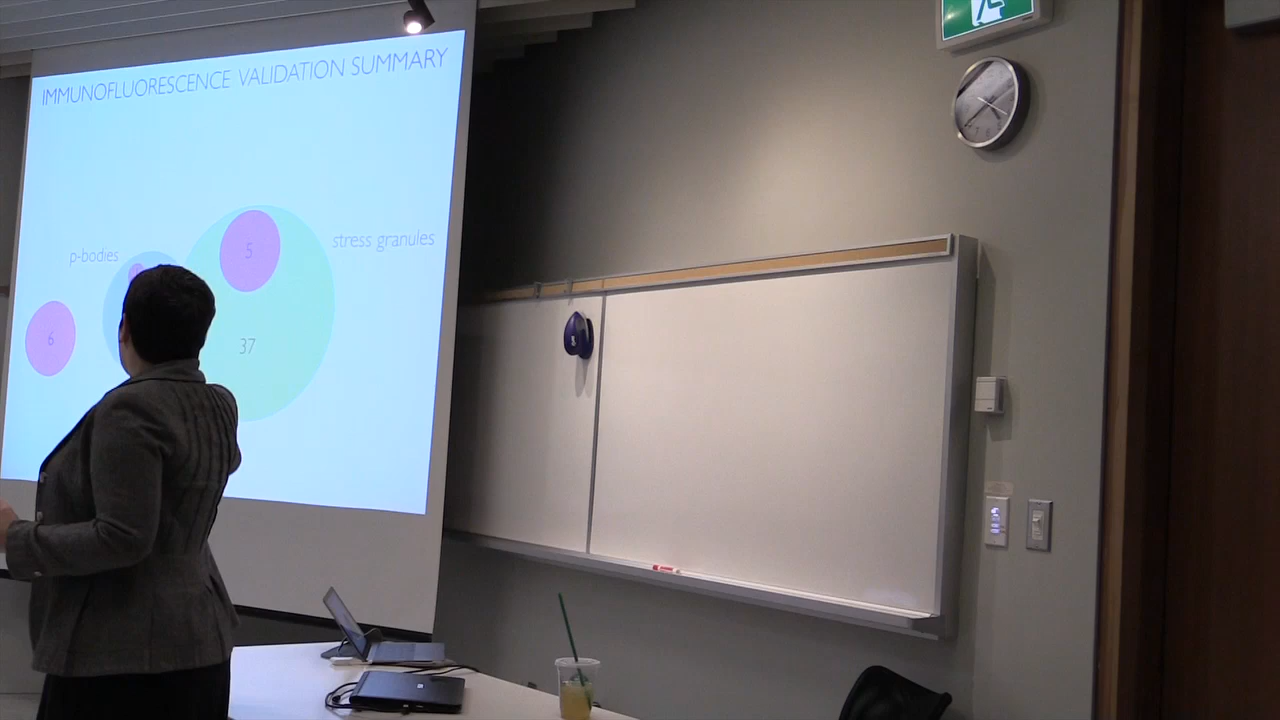 IMMUNOFLUORESCENCE VALIDATION SUMMARY
p-bodies
stress granules
5
6
37